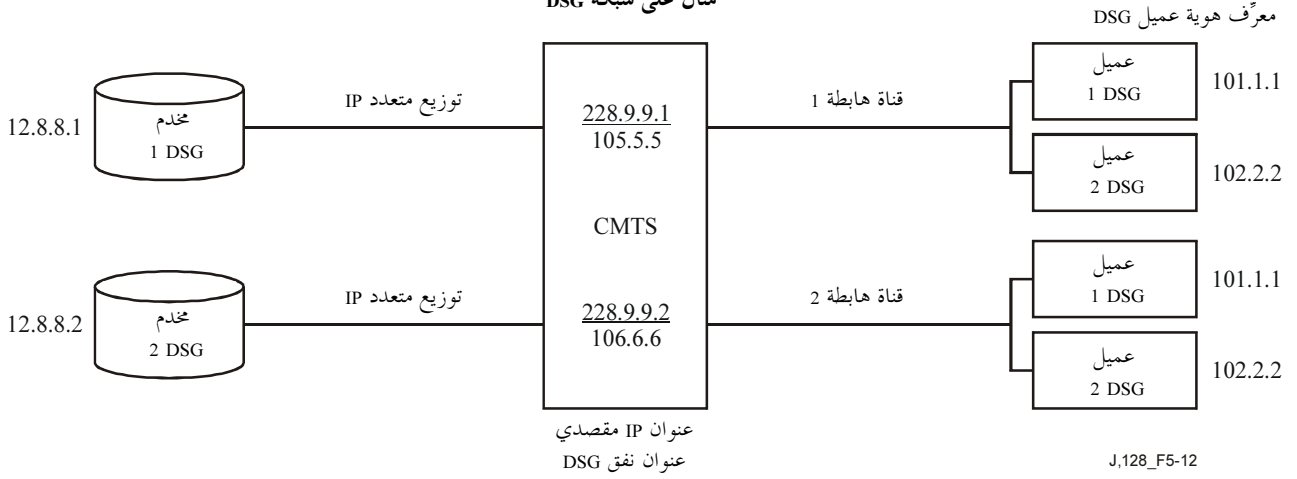 مثال على شبكة DSG
معرِّف هوية عميل DSG
12.8.8.1
مخدم
DSG 1
توزيع متعدد IP
228.9.9.1
105.5.5
قناة هابطة 1
عميل
DSG 1
101.1.1
عميل
DSG 2
102.2.2
CMTS
12.8.8.2
مخدم
DSG 2
توزيع متعدد IP
228.9.9.2
106.6.6
قناة هابطة 2
عميل
DSG 1
101.1.1
عميل
DSG 2
102.2.2
عنوان IP مقصدي
عنوان نفق DSG
J,128_F5-12